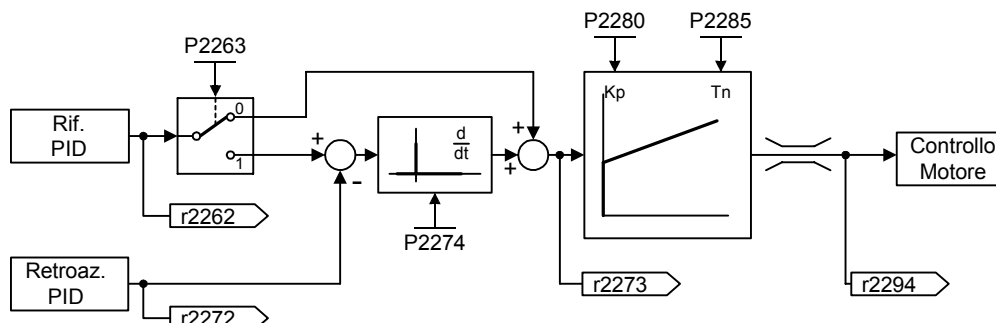 P2280
P2285
P2263
Kp
Tn
0
1
Rif.
PID
+
-
d
dt
+
+
Controllo
Motore
r2262
P2274
Retroaz.
PID
r2273
r2294
r2272